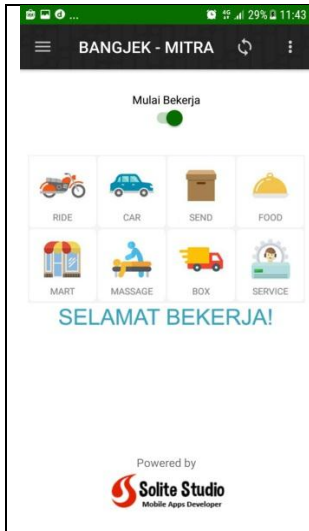 29% 11:43
BANGJEK - MITRA
Mulai Bekerja
RIDE CAR SEND FOOD
MART MASSAGE BOX SERVICE
SELAMAT BEKERJA!
Powered by
Solite Studio
Mobile Apps Developer